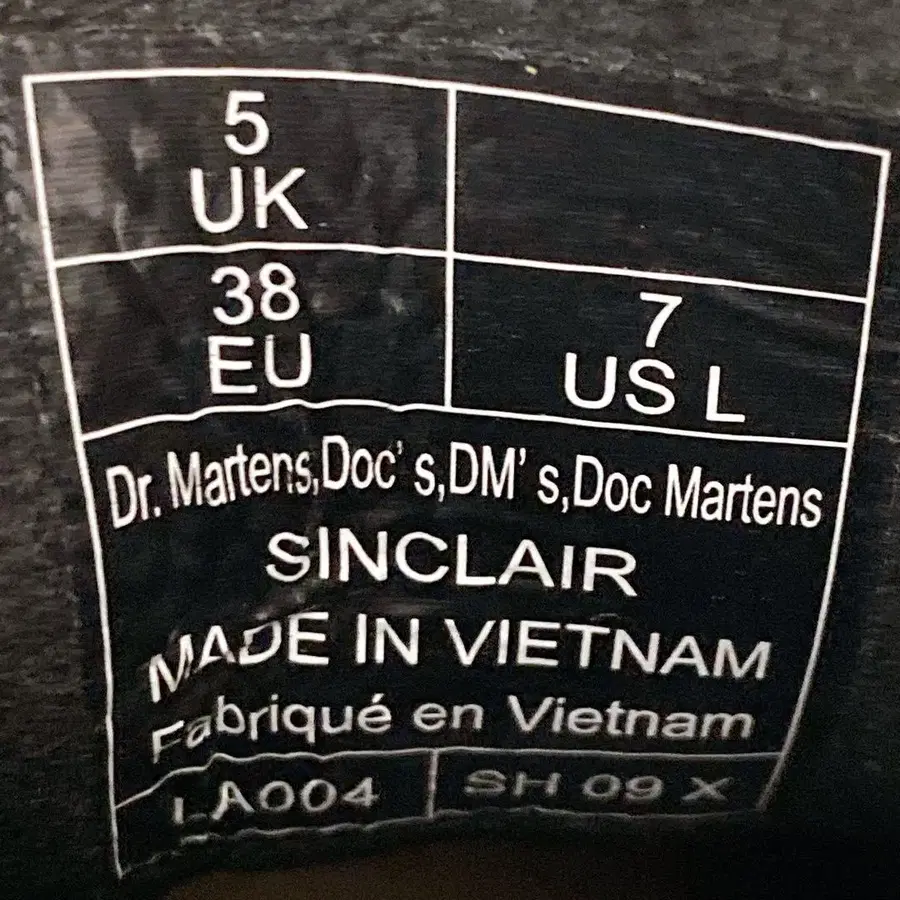 5
UK
38
EU
7
US L
Dr. Martens,Doc's,DM's,Doc Martens
SINCLAIR
MADE IN VIETNAM
Fabriqué en Vietnam
LA004
SH 09 X